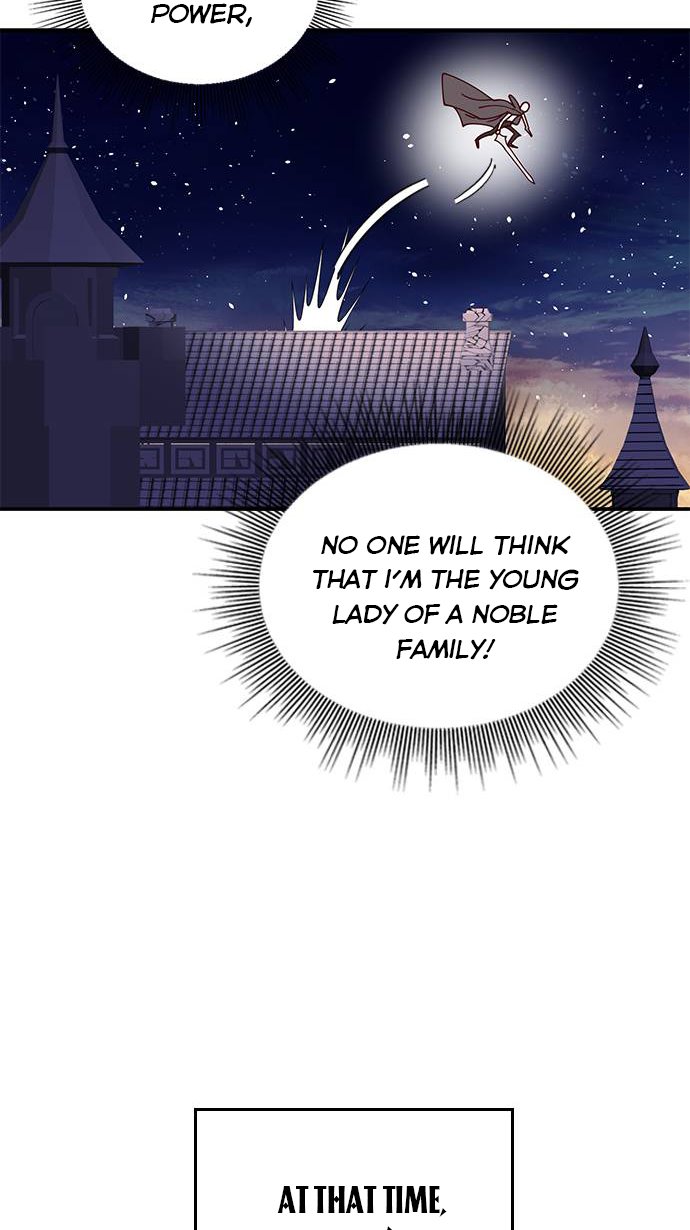 POWER,
NO ONE WILL THINK
THAT I'M THE YOUNG
LADY OF A NOBLE
FAMILY!
AT THAT TIME,